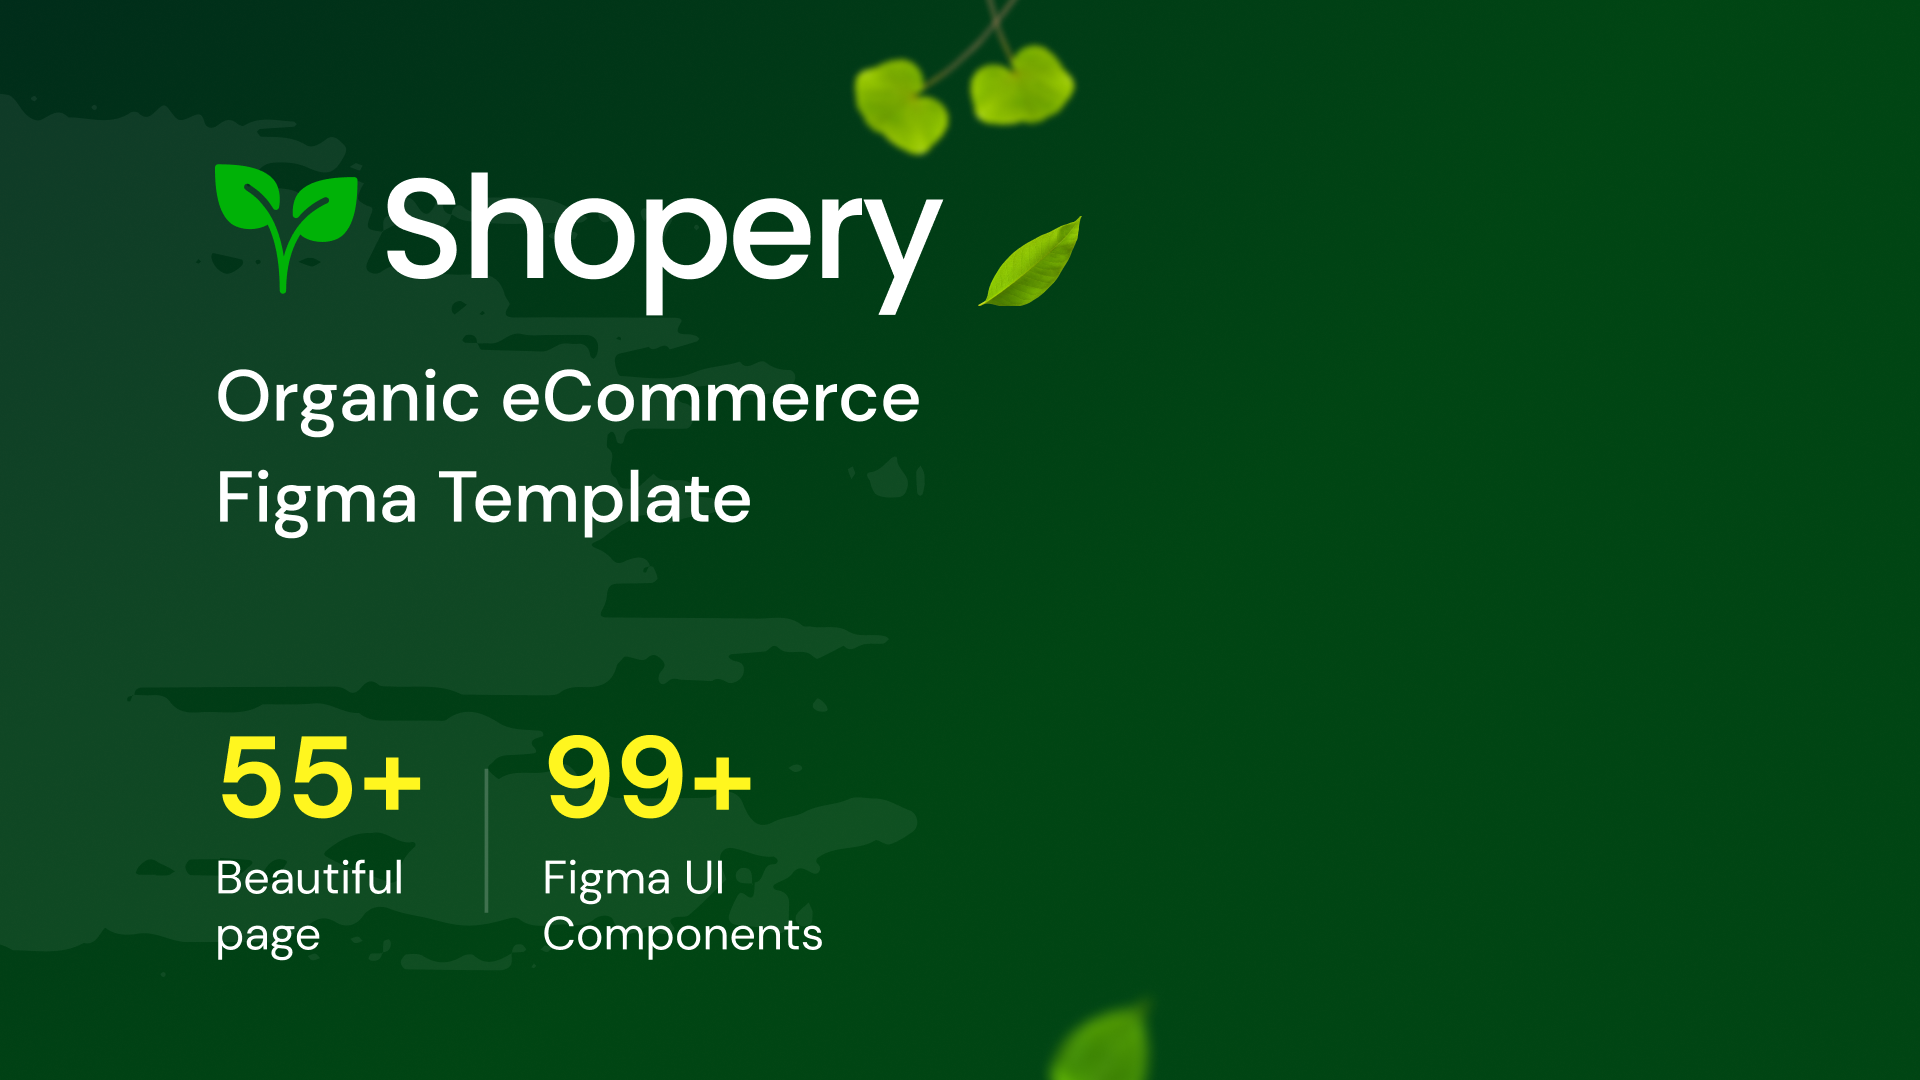 Shopery
Organic eCommerce
Figma Template
55+
Beautiful
page
99+
Figma UI
Components